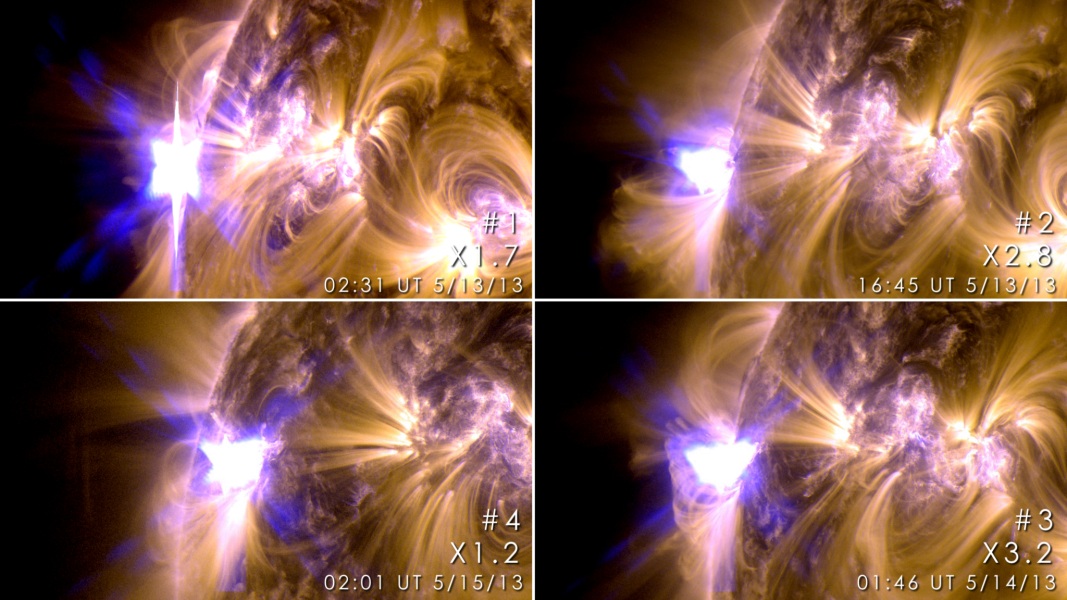 #1
X1.7
02:31 UT 5/13/13
#2
X2.8
16:45 UT 5/13/13
#4
X1.2
02:01 UT 5/15/13
#3
X3.2
01:46 UT 5/14/13